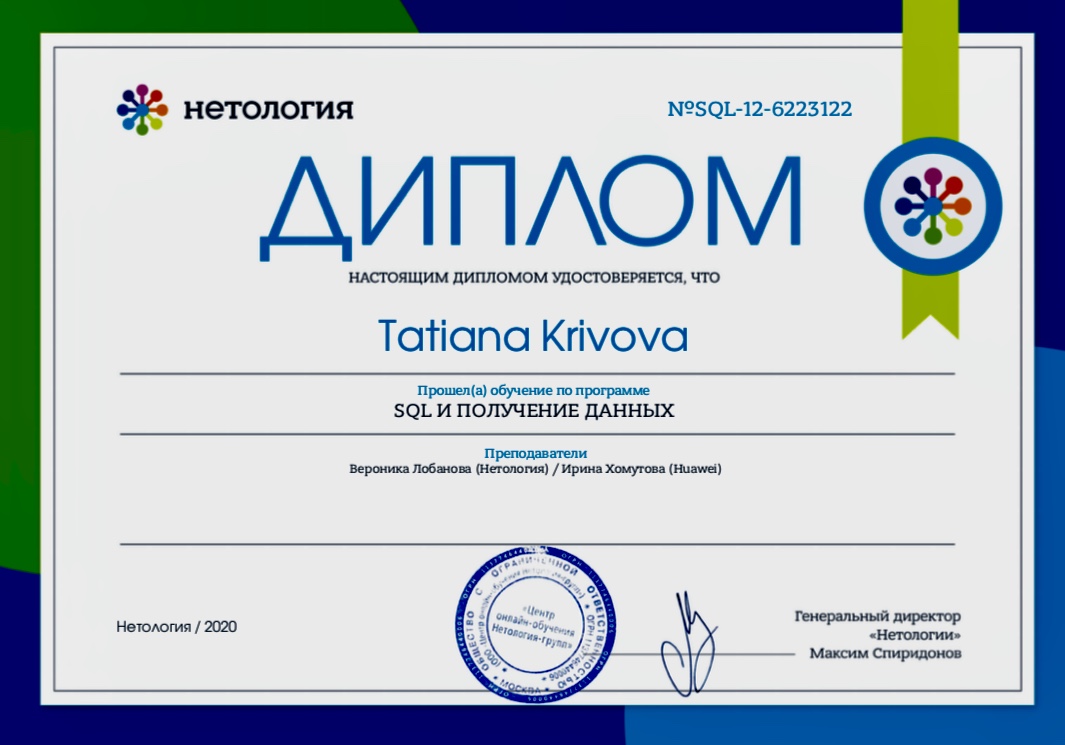 нетология
№SQL-12-6223122
ДИПЛОМ
НАСТОЯЩИМ ДИПЛОМОМ УДОСТОВЕРЯЕТСЯ, ЧТО
Tatiana Krivova
Прошел(а) обучение по программе
SQL И ПОЛУЧЕНИЕ ДАННЫХ
Преподаватели
Вероника Лобанова (Нетология) / Ирина Хомутова (Huawei)
ОБЩЕСТВО С ОГРАНИЧЕННОЙ ОТВЕТСТВЕННОСТЬЮ
* МОСКВА *
«Центр
онлайн-обучения
Нетология-групп»
Нетология / 2020
Генеральный директор
«Нетологии»
Максим Спиридонов